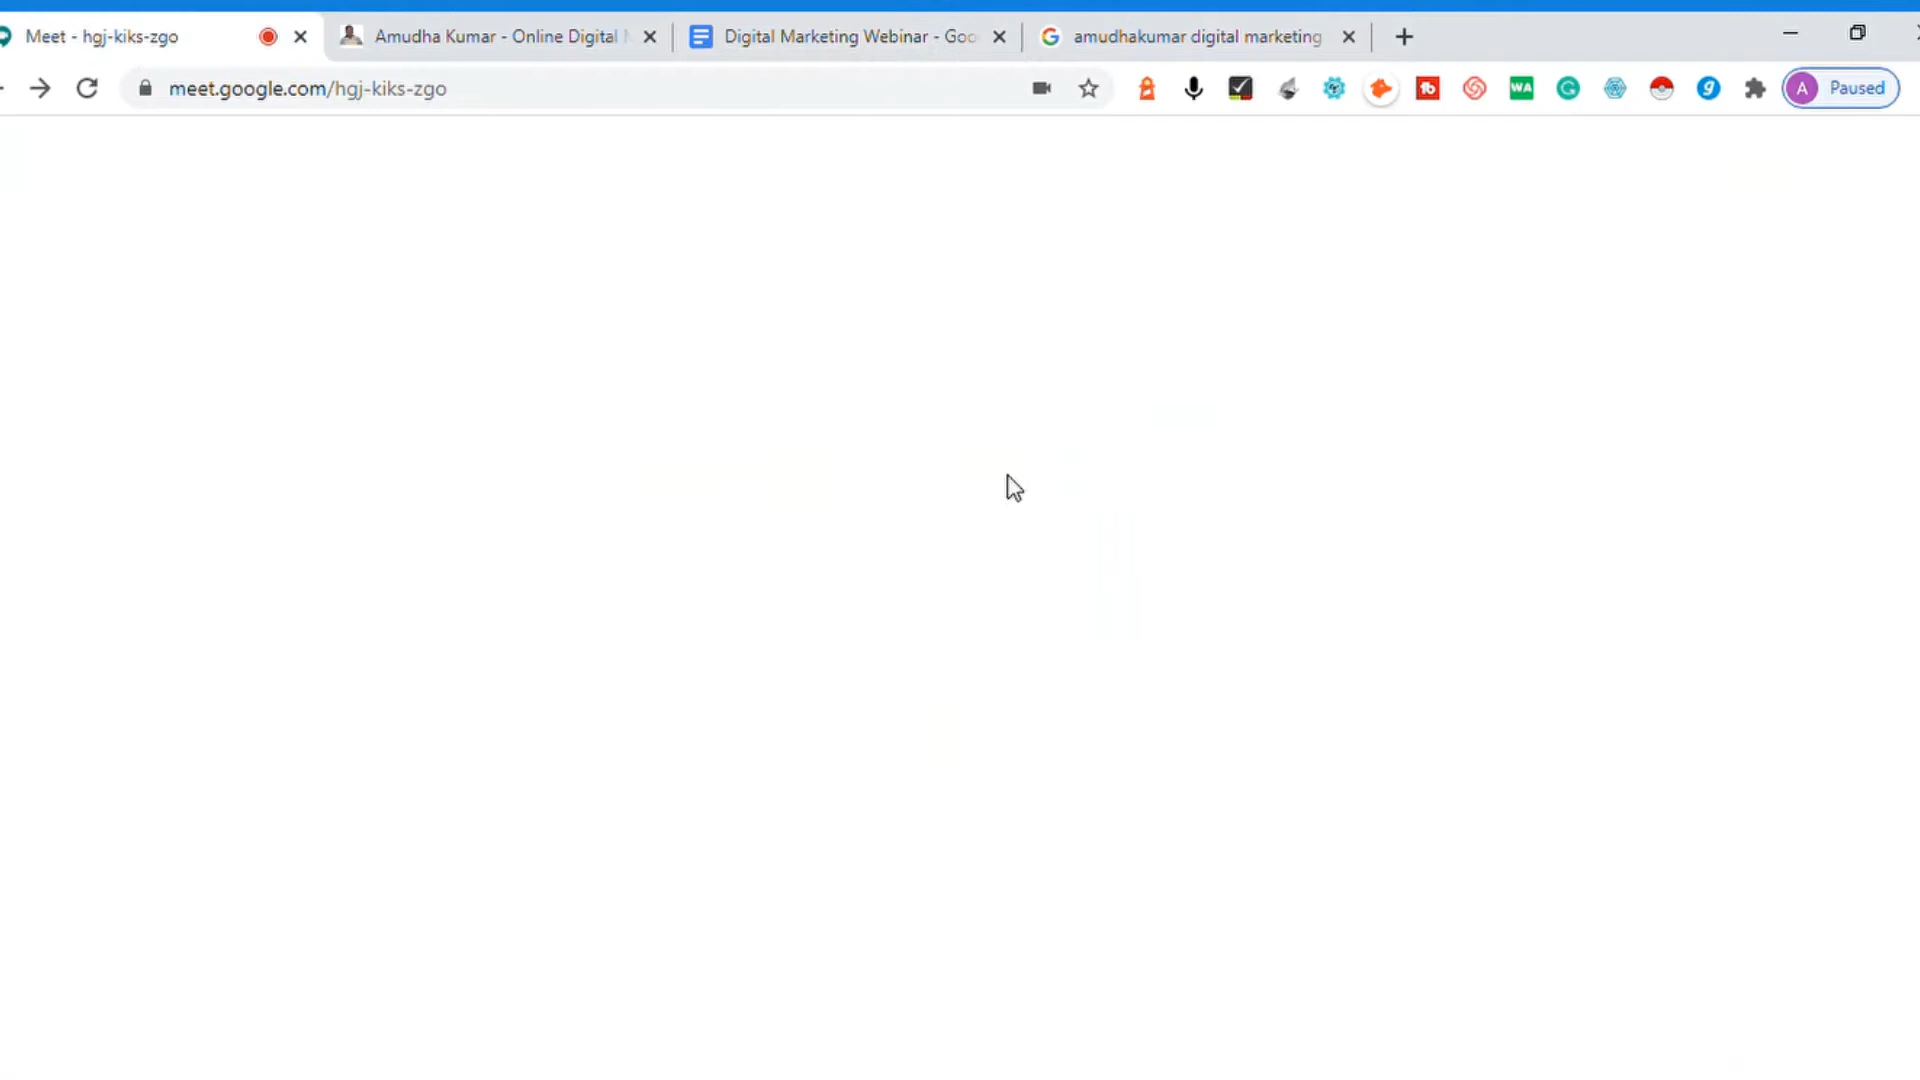 Meet - hgj-kiks-zgo
Amudha Kumar - Online Digital
Digital Marketing Webinar - Goo
amudhakumar digital marketing
meet.google.com/hgj-kiks-zgo
WA
A Paused